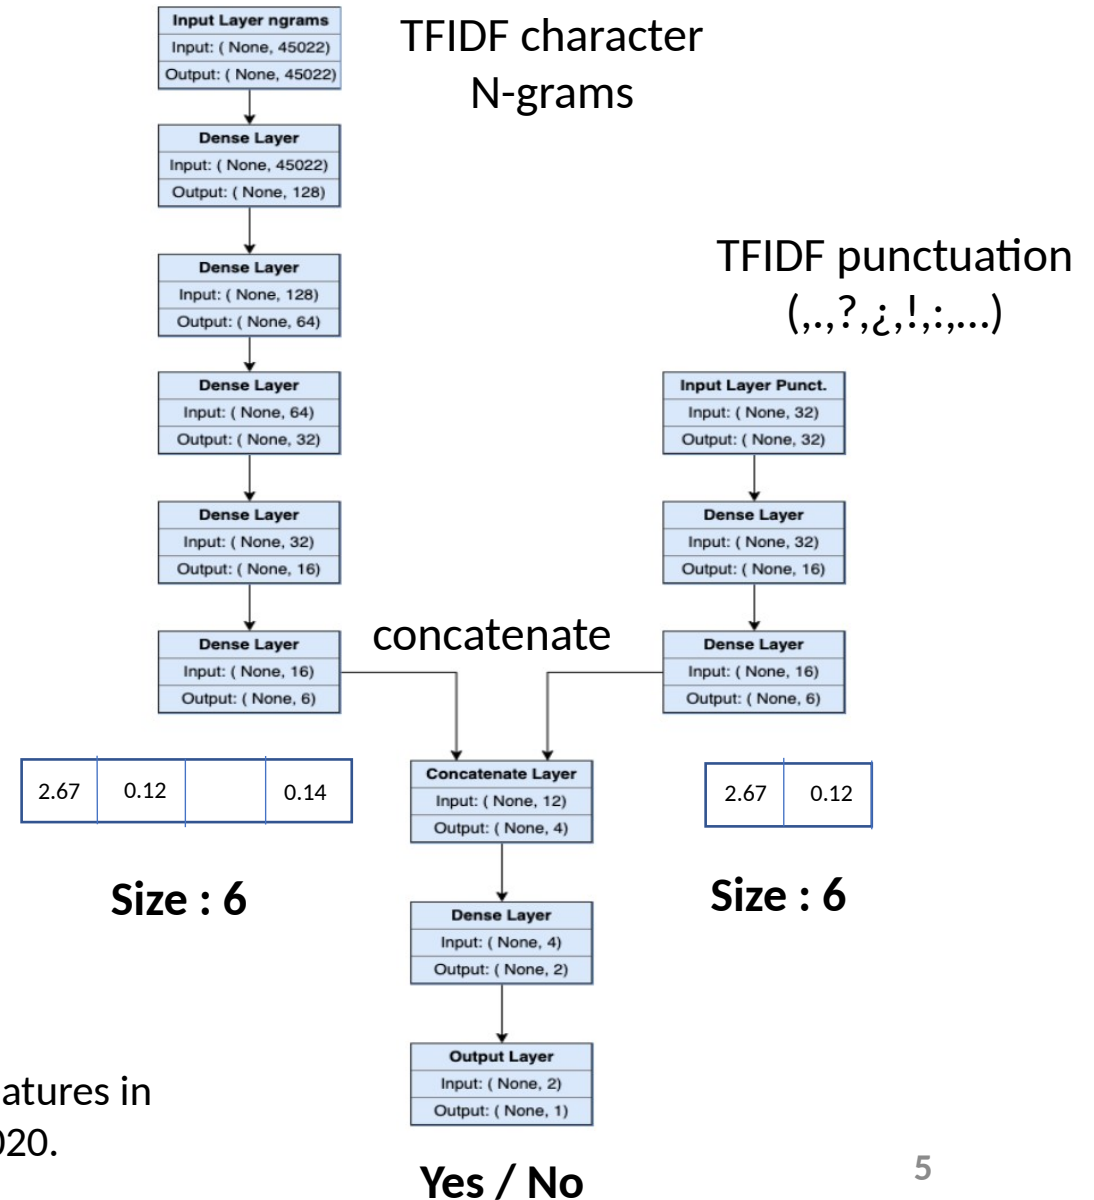 Input Layer ngrams
Input: ( None, 45022)
Output: ( None, 45022)
TFIDF character
N-grams
Dense Layer
Input: ( None, 45022)
Output: ( None, 128)
Dense Layer
Input: ( None, 128)
Output: ( None, 64)
TFIDF punctuation
(,.,?,¿,!,:,...)
Dense Layer
Input: ( None, 64)
Output: ( None, 32)
Input Layer Punct.
Input: ( None, 32)
Output: ( None, 32)
Dense Layer
Input: ( None, 32)
Output: ( None, 16)
Dense Layer
Input: ( None, 32)
Output: ( None, 16)
concatenate
Dense Layer
Input: ( None, 16)
Output: ( None, 6)
Dense Layer
Input: ( None, 16)
Output: ( None, 6)
2.67 0.12 0.14
Concatenate Layer
Input: ( None, 12)
Output: ( None, 4)
2.67 0.12
Size : 6
Size : 6
Dense Layer
Input: ( None, 4)
Output: ( None, 2)
Output Layer
Input: ( None, 2)
Output: ( None, 1)
atures in
020.
Yes / No
5